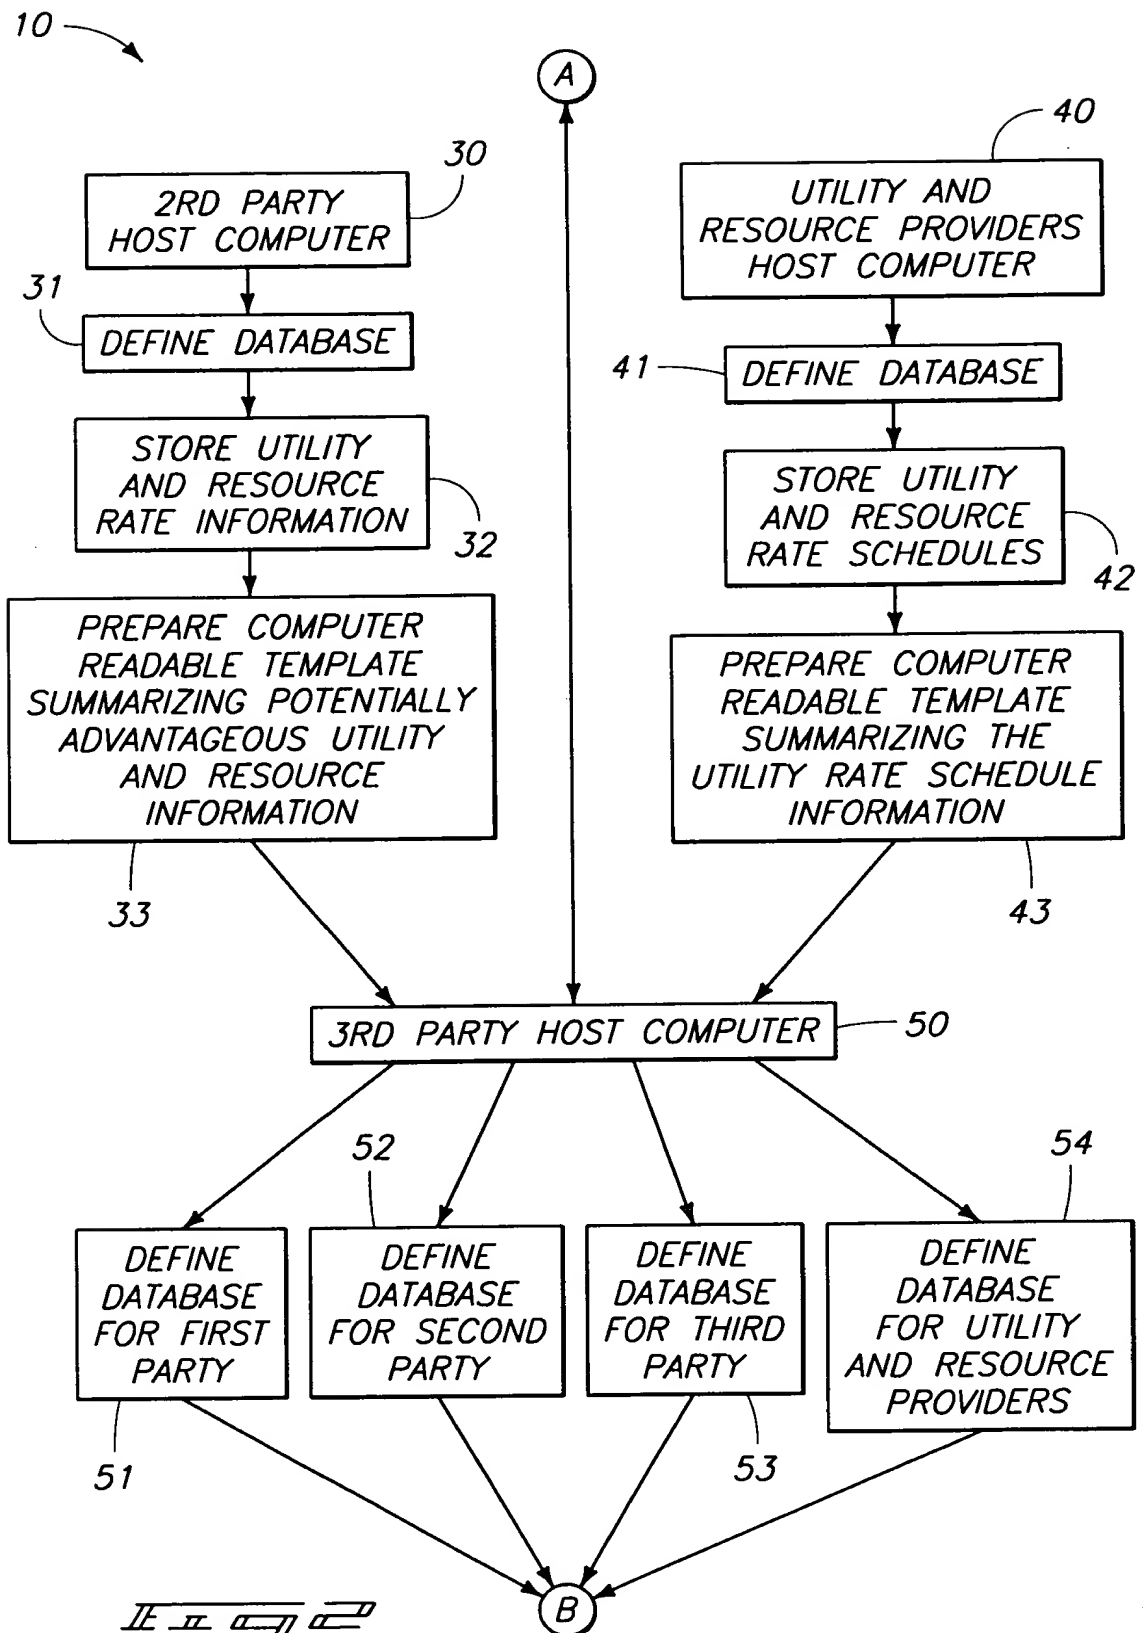 10
A
30
2RD PARTY
HOST COMPUTER
31
DEFINE DATABASE
STORE UTILITY
AND RESOURCE
RATE INFORMATION
32
PREPARE COMPUTER
READABLE TEMPLATE
SUMMARIZING POTENTIALLY
ADVANTAGEOUS UTILITY
AND RESOURCE
INFORMATION
33
40
UTILITY AND
RESOURCE PROVIDERS
HOST COMPUTER
41
DEFINE DATABASE
STORE UTILITY
AND RESOURCE
RATE SCHEDULES
42
PREPARE COMPUTER
READABLE TEMPLATE
SUMMARIZING THE
UTILITY RATE SCHEDULE
INFORMATION
43
3RD PARTY HOST COMPUTER
50
DEFINE
DATABASE
FOR FIRST
PARTY
51
52
DEFINE
DATABASE
FOR SECOND
PARTY
DEFINE
DATABASE
FOR THIRD
PARTY
53
54
DEFINE
DATABASE
FOR UTILITY
AND RESOURCE
PROVIDERS
B
FIG 2